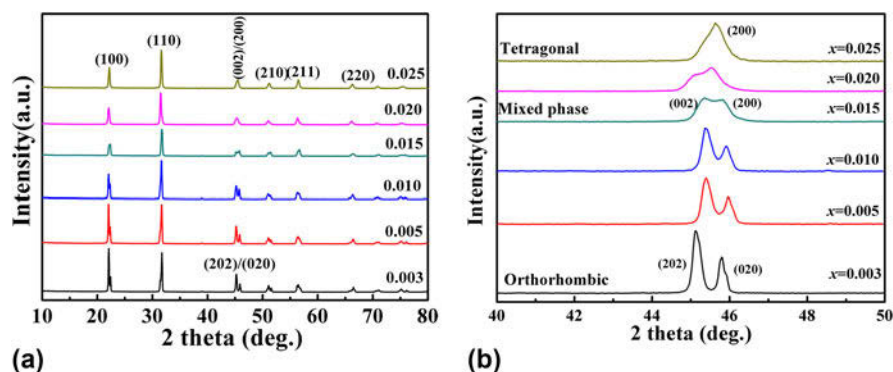 (110)
(100)
(002)/(200)
(210)
(211)
(220)
0.025
0.020
0.015
0.010
0.005
(202)/(020)
0.003
Intensity(a.u.)
10
20
30
40
50
60
70
80
2 theta (deg.)
(a)
(200)
Tetragonal
x=0.025
x=0.020
Mixed phase
(002)
(200)
x=0.015
x=0.010
x=0.005
(202)
(020)
Orthorhombic
x=0.003
Intensity(a.u.)
40
42
44
46
48
50
2 theta (deg.)
(b)